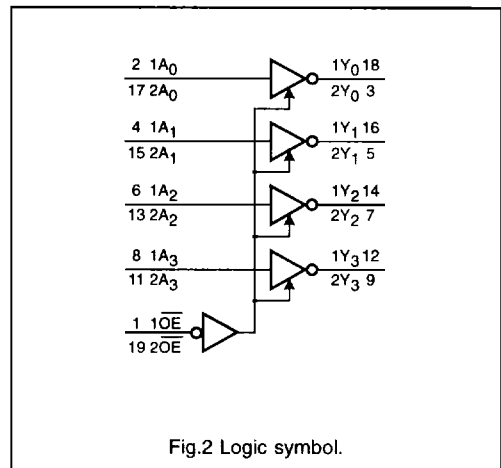 2 1A0 1Y0 18
17 2A0 2Y0 3
4 1A1 1Y1 16
15 2A1 2Y1 5
6 1A2 1Y2 14
13 2A2 2Y2 7
8 1A3 1Y3 12
11 2A3 2Y3 9
1 1O̅E̅
19 2O̅E̅
Fig.2 Logic symbol.